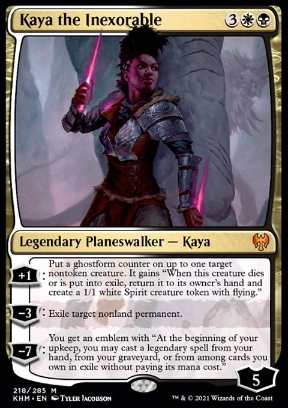 Kaya the Inexorable 3
Legendary Planeswalker — Kaya
+1: Put a ghostform counter on up to one target
nontoken creature. It gains “When this creature dies
or is put into exile, return it to its owner's hand and
create a 1/1 white Spirit creature token with flying.”
−3: Exile target nonland permanent.
−7: You get an emblem with “At the beginning of your
upkeep, you may cast a legendary spell from your
hand, from your graveyard, or from among cards you
own in exile without paying its mana cost.”
5
218/285 M
KHM • EN Tyler Jacobson
™ & © 2021 Wizards of the Coast